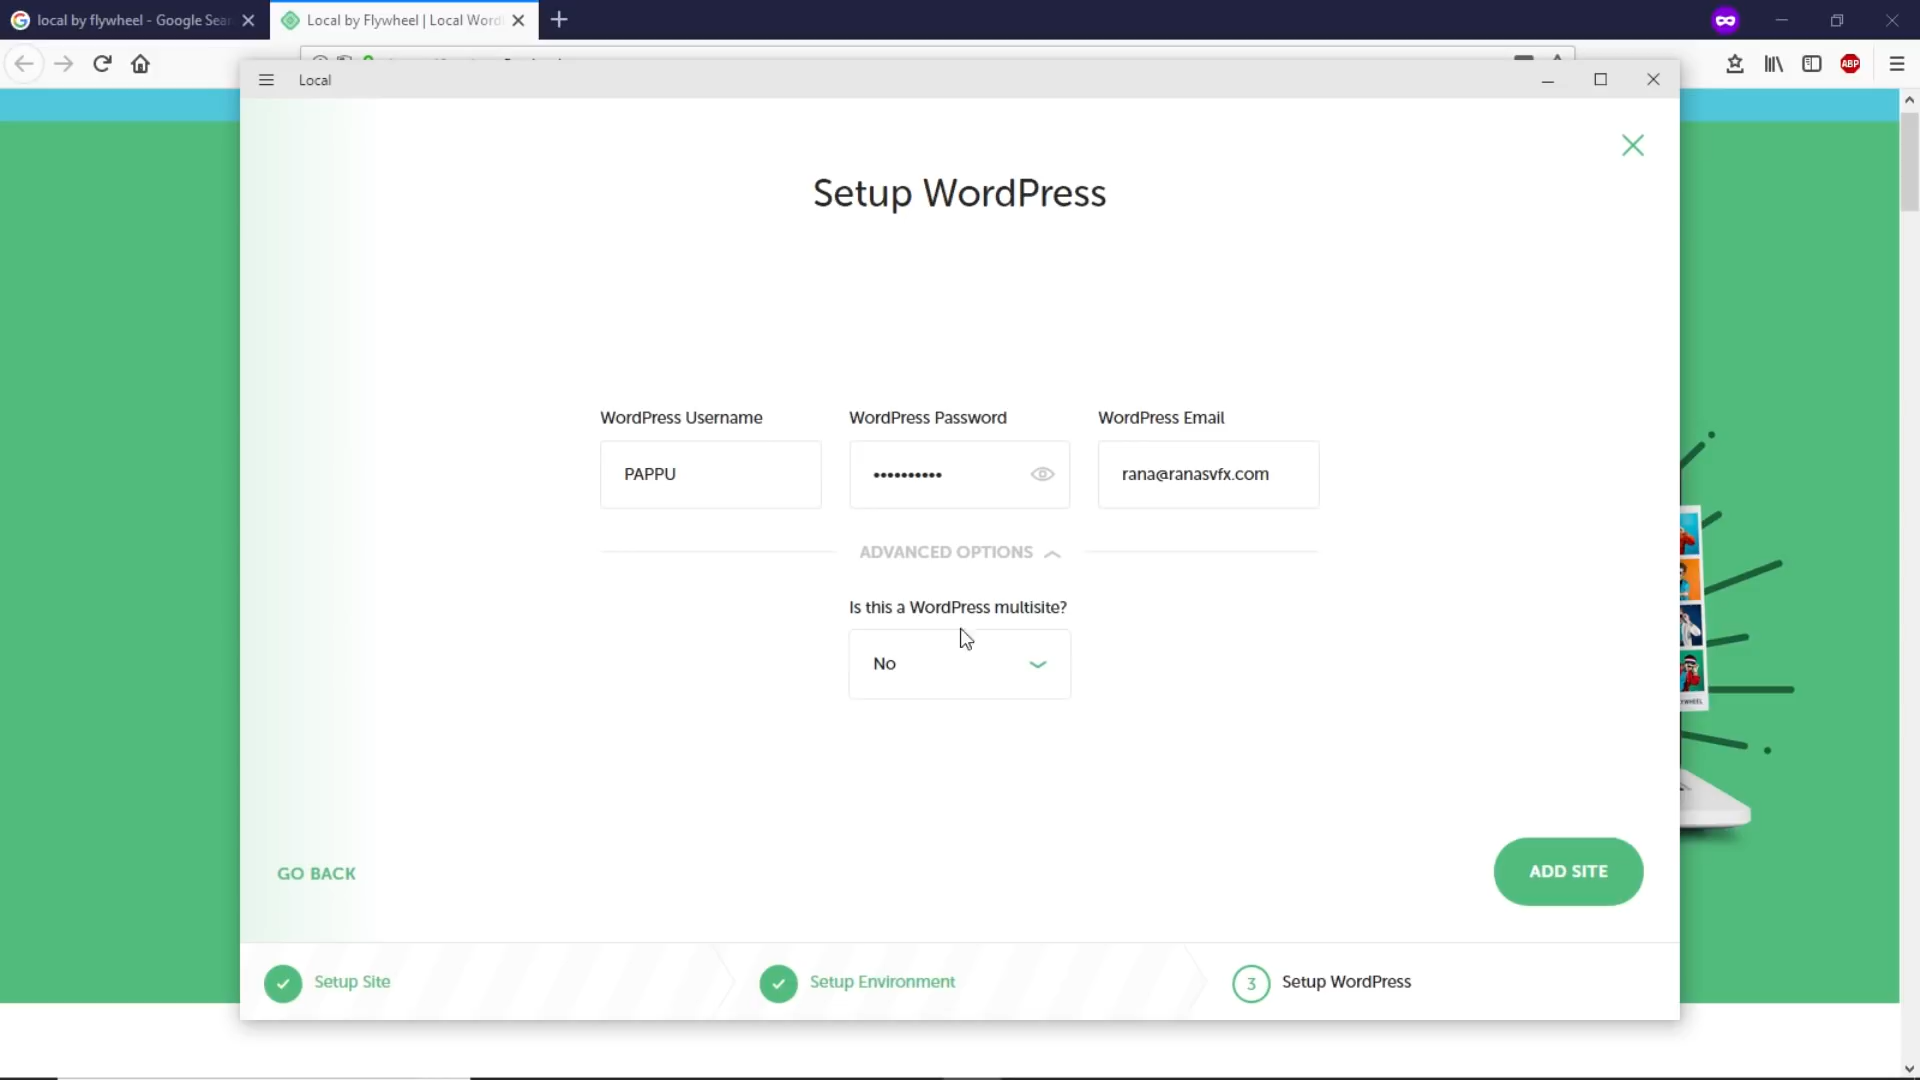 local by flywheel - Google Sear
Local by Flywheel | Local Word
ABP
Local
Setup WordPress
WordPress Username
WordPress Password
WordPress Email
PAPPU
••••••••••
rana@ranasvfx.com
ADVANCED OPTIONS
Is this a WordPress multisite?
No
GO BACK
ADD SITE
Setup Site
Setup Environment
3
Setup WordPress